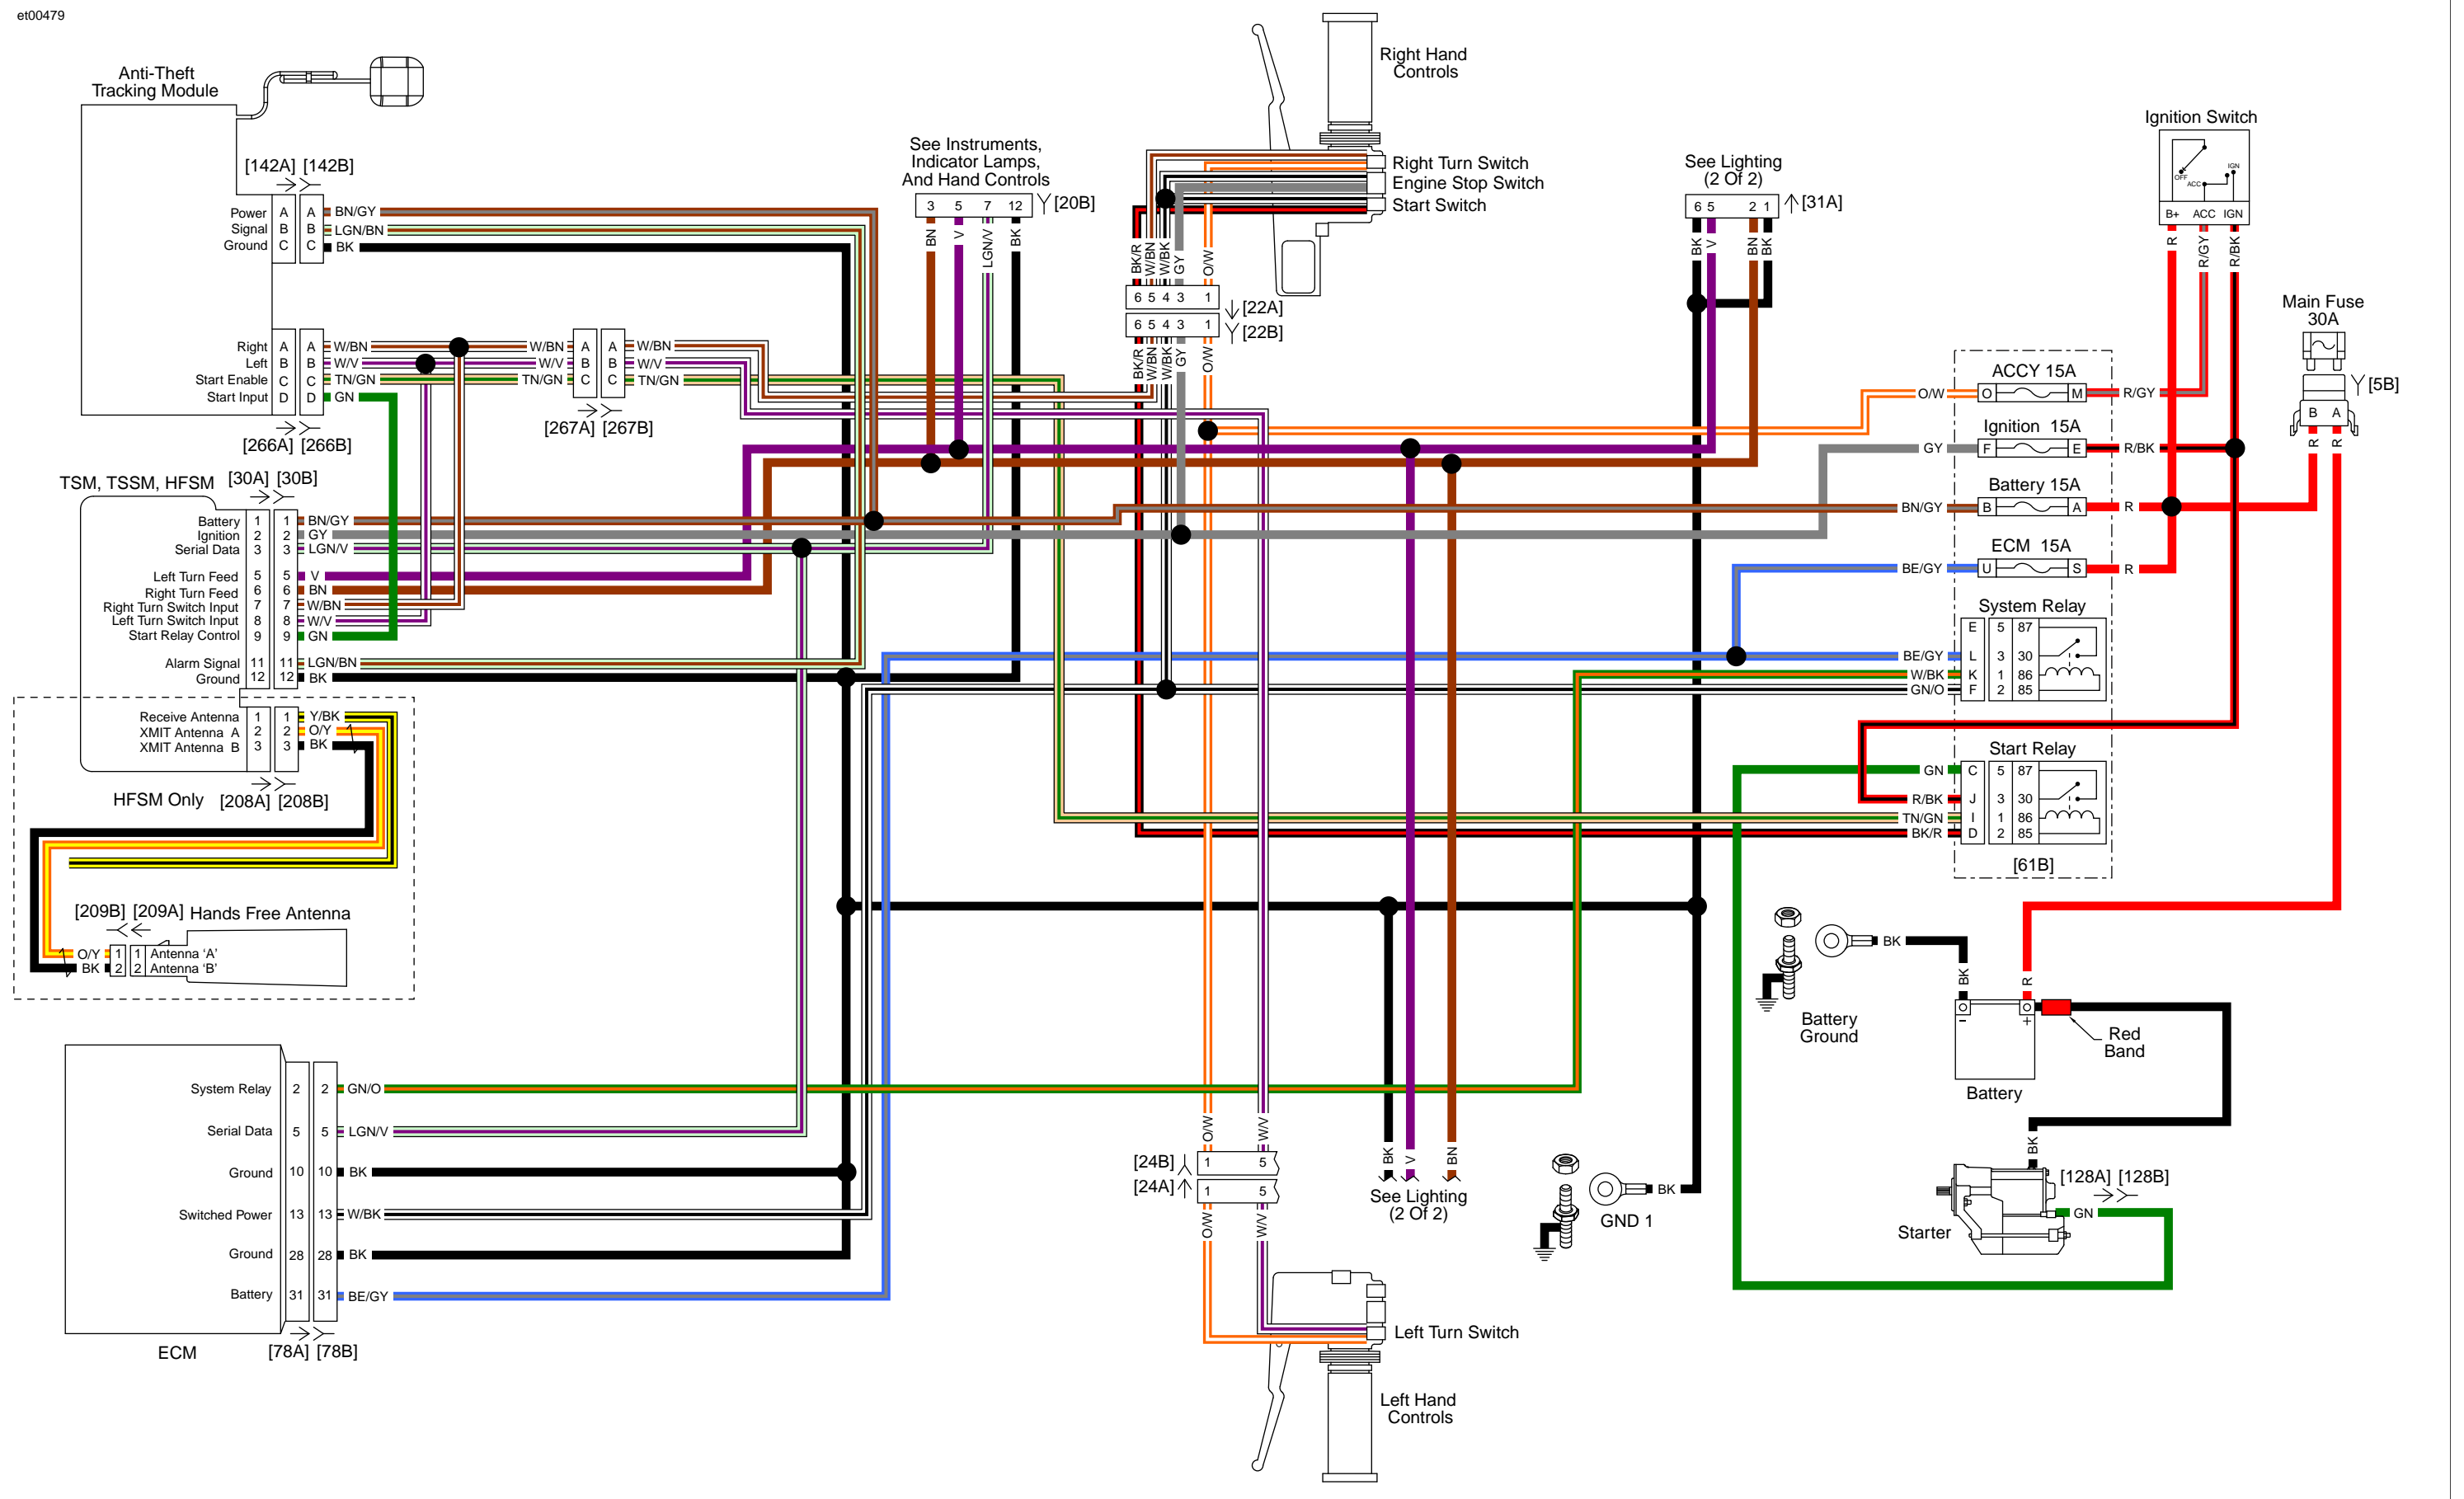 et00479
Anti-Theft
Tracking Module
[142A] [142B]
Power A A BN/GY
Signal B B LGN/BN
Ground C C BK
Right A A W/BN
Left B B W/V
Start Enable C C TN/GN
Start Input D D GN
[266A] [266B]
W/BN A A W/BN
W/V B B W/V
TN/GN C C TN/GN
[267A] [267B]
TSM, TSSM, HFSM
[30A] [30B]
Battery 1 1 BN/GY
Ignition 2 2 GY
Serial Data 3 3 LGN/V
Left Turn Feed 5 5 V
Right Turn Feed 6 6 BN
Right Turn Switch Input 7 7 W/BN
Left Turn Switch Input 8 8 W/V
Start Relay Control 9 9 GN
Alarm Signal 11 11 LGN/BN
Ground 12 12 BK
Receive Antenna 1 1 Y/BK
XMIT Antenna A 2 2 O/Y
XMIT Antenna B 3 3 BK
HFSM Only
[208A] [208B]
[209B] [209A] Hands Free Antenna
O/Y 1 1 Antenna ‘A’
BK 2 2 Antenna ‘B’
System Relay 2 2 GN/O
Serial Data 5 5 LGN/V
Ground 10 10 BK
Switched Power 13 13 W/BK
Ground 28 28 BK
Battery 31 31 BE/GY
ECM
[78A] [78B]
See Instruments,
Indicator Lamps,
And Hand Controls
3 5 7 12 [20B]
BN V LGN/V BK
Right Hand
Controls
Right Turn Switch
Engine Stop Switch
Start Switch
BK/R W/BN W/BK GY O/W
6 5 4 3 1 [22A]
6 5 4 3 1 [22B]
BK/R W/BN W/BK GY O/W
See Lighting
(2 Of 2)
6 5 2 1 [31A]
BK V BN BK
Ignition Switch
OFF ACC IGN
B+ ACC IGN
R R/GY R/BK
Main Fuse
30A
[5B]
B A
R R
ACCY 15A
O/W O M R/GY
Ignition 15A
GY F E R/BK
Battery 15A
BN/GY B A R
ECM 15A
BE/GY U S R
System Relay
E 5 87
BE/GY L 3 30
W/BK K 1 86
GN/O F 2 85
Start Relay
GN C 5 87
R/BK J 3 30
TN/GN I 1 86
BK/R D 2 85
[61B]
BK
Battery
Ground
BK R
- +
Red
Band
Battery
BK
[128A] [128B]
GN
Starter
O/W W/V
[24B] 1 5
[24A] 1 5
O/W W/V
BK V BN
See Lighting
(2 Of 2)
BK
GND 1
Left Turn Switch
Left Hand
Controls